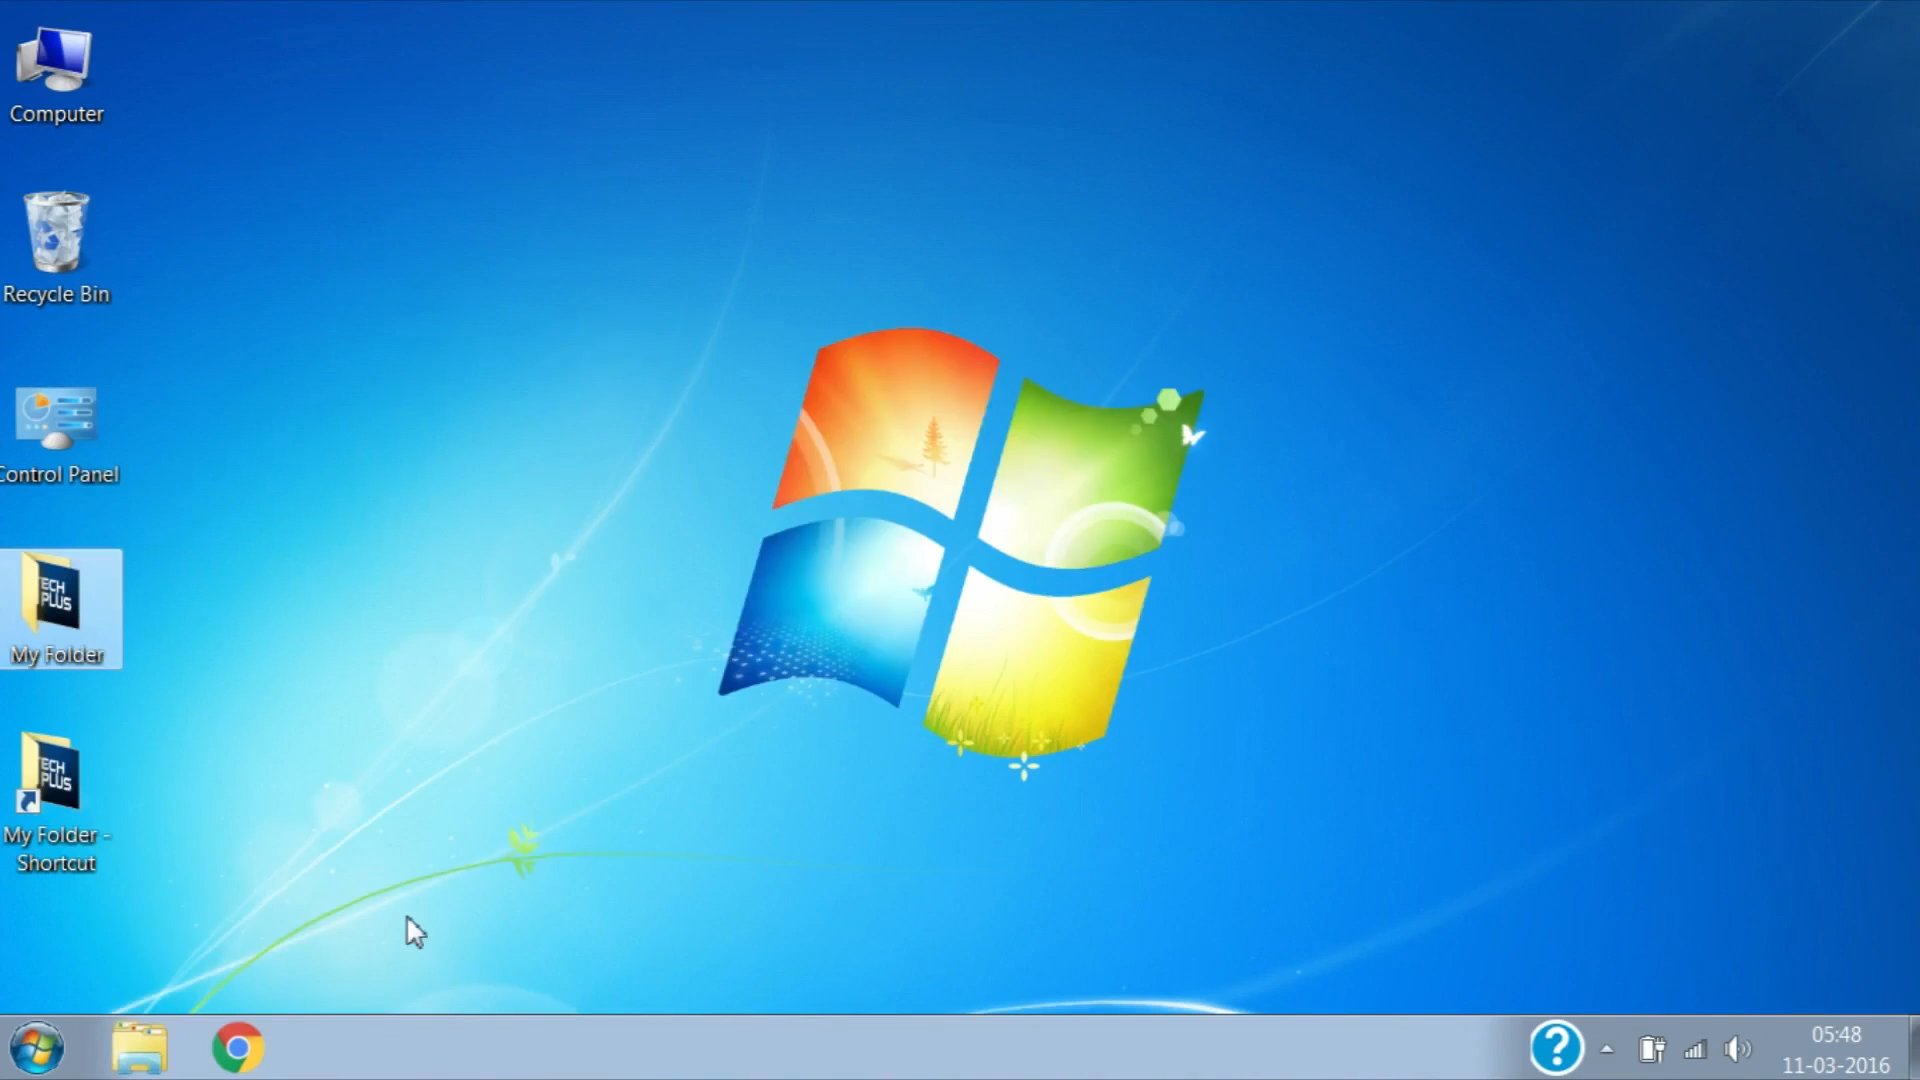 Computer
Recycle Bin
Control Panel
TECH
PLUS
My Folder
TECH
PLUS
My Folder -
Shortcut
?
05:48
11-03-2016